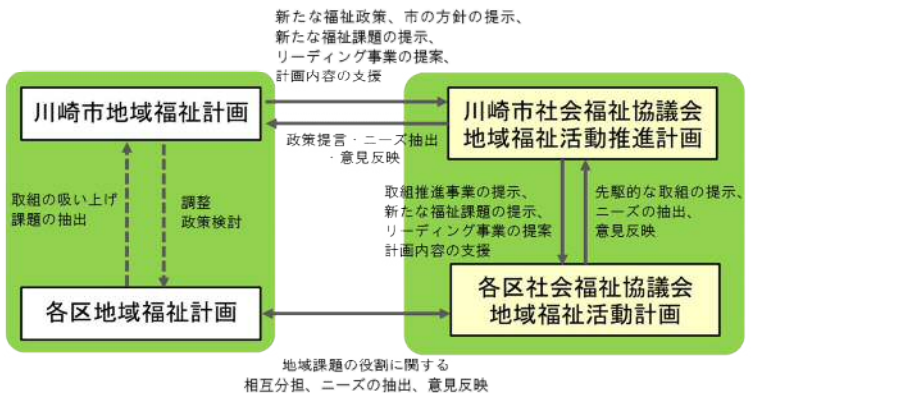 新たな福祉政策、市の方針の提示、
新たな福祉課題の提示、
リーディング事業の提案、
計画内容の支援
川崎市地域福祉計画
川崎市社会福祉協議会
地域福祉活動推進計画
政策提言・ニーズ抽出
・意見反映
取組の吸い上げ
課題の抽出
調整
政策検討
取組推進事業の提示、
新たな福祉課題の提示、
リーディング事業の提案
計画内容の支援
先駆的な取組の提示、
ニーズの抽出、
意見反映
各区地域福祉計画
各区社会福祉協議会
地域福祉活動計画
地域課題の役割に関する
相互分担、ニーズの抽出、意見反映